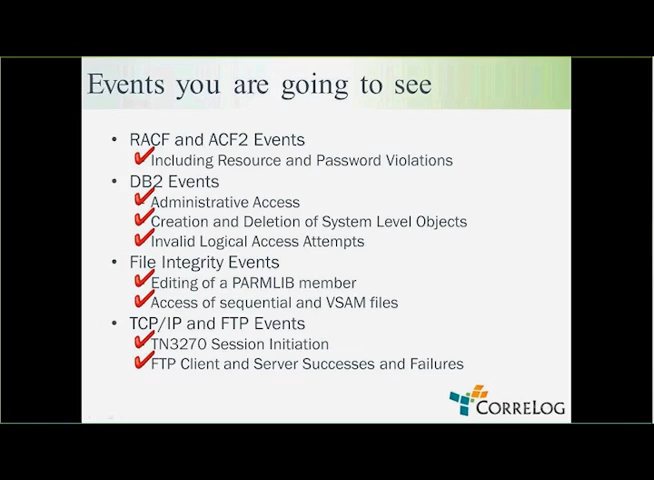 Events you are going to see
• RACF and ACF2 Events
Including Resource and Password Violations
• DB2 Events
Administrative Access
Creation and Deletion of System Level Objects
Invalid Logical Access Attempts
• File Integrity Events
Editing of a PARMLIB member
Access of sequential and VSAM files
• TCP/IP and FTP Events
TN3270 Session Initiation
FTP Client and Server Successes and Failures
CORRELOG